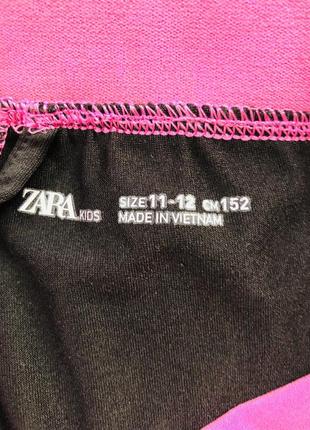 ZARA KIDS SIZE 11-12 CM 152
MADE IN VIETNAM